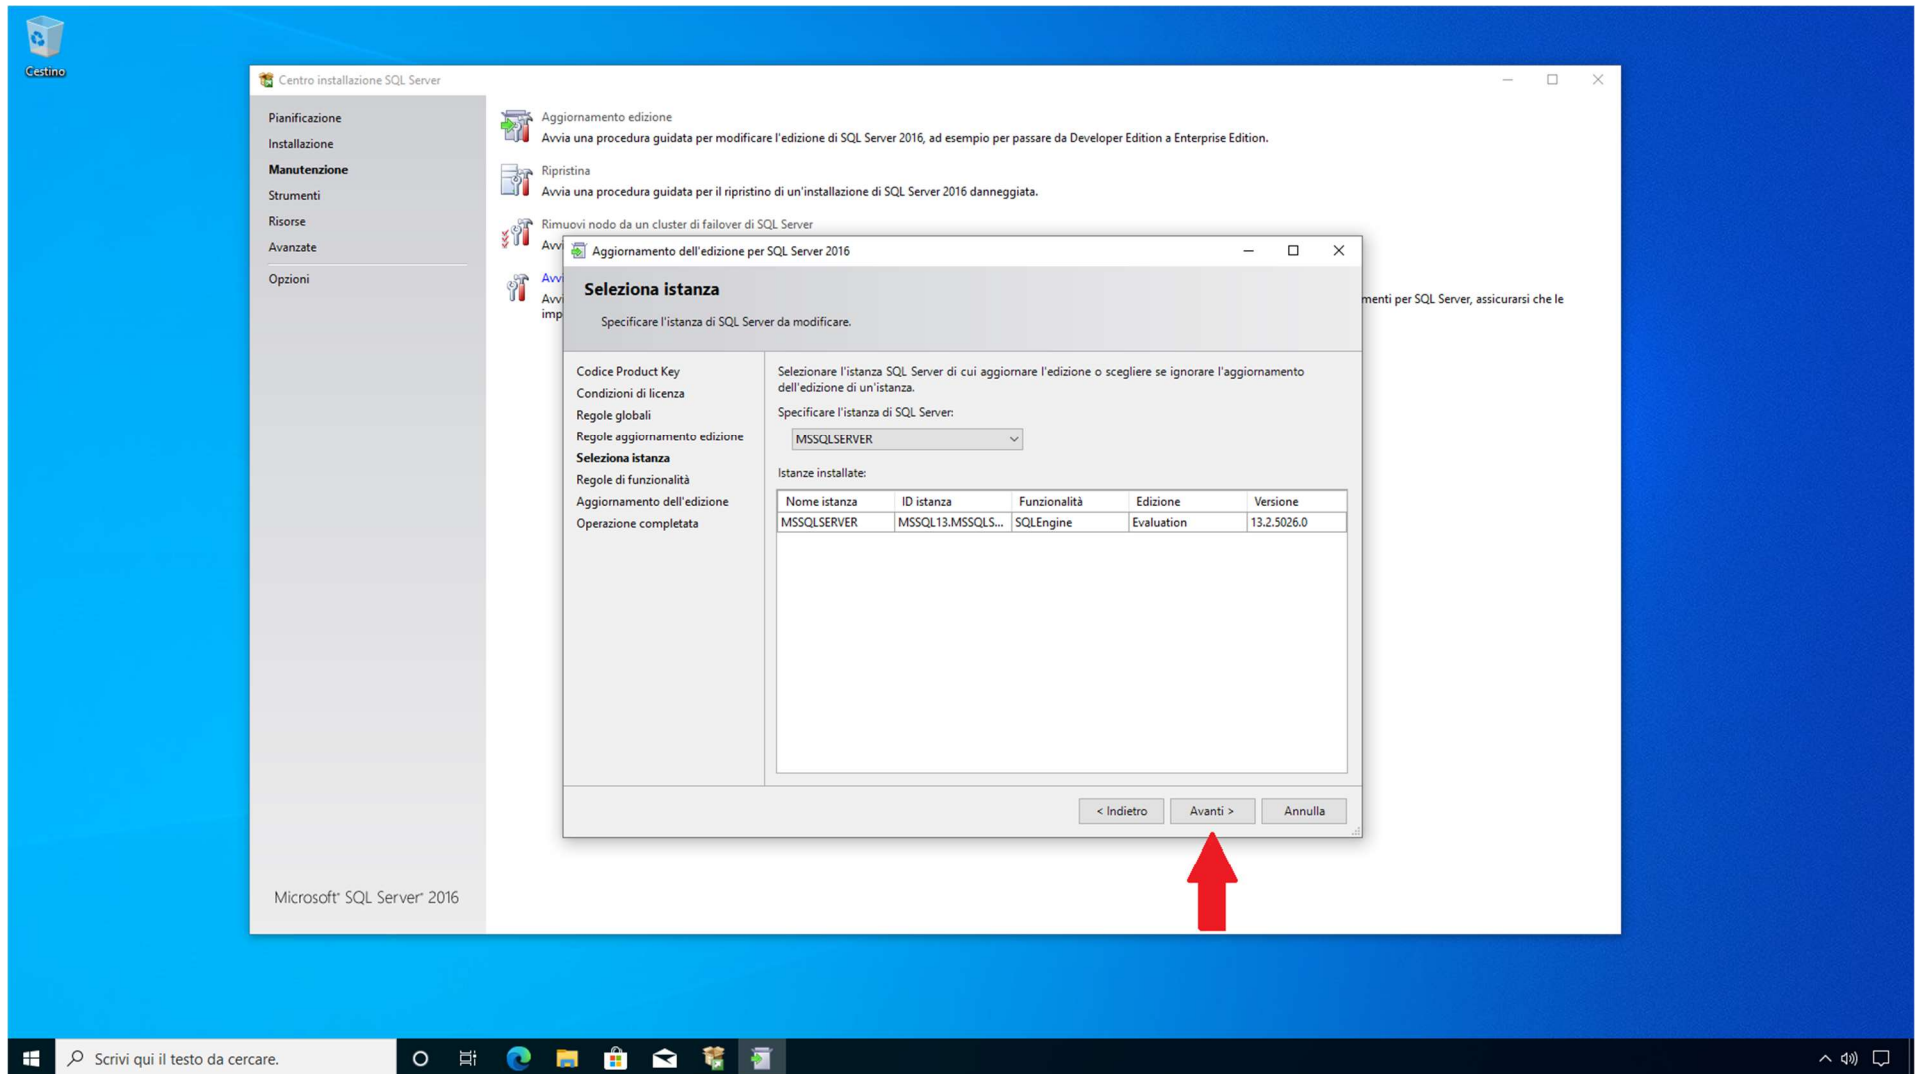 Cestino
Centro installazione SQL Server
Pianificazione
Installazione
Manutenzione
Strumenti
Risorse
Avanzate
Opzioni
Aggiornamento edizione
Avvia una procedura guidata per modificare l'edizione di SQL Server 2016, ad esempio per passare da Developer Edition a Enterprise Edition.
Ripristina
Avvia una procedura guidata per il ripristino di un'installazione di SQL Server 2016 danneggiata.
Rimuovi nodo da un cluster di failover di SQL Server
Avvi
Avvi
Avvi
menti per SQL Server, assicurarsi che le
imp
Aggiornamento dell'edizione per SQL Server 2016
Seleziona istanza
Specificare l'istanza di SQL Server da modificare.
Codice Product Key
Condizioni di licenza
Regole globali
Regole aggiornamento edizione
Seleziona istanza
Regole di funzionalità
Aggiornamento dell'edizione
Operazione completata
Selezionare l'istanza SQL Server di cui aggiornare l'edizione o scegliere se ignorare l'aggiornamento
dell'edizione di un'istanza.
Specificare l'istanza di SQL Server:
MSSQLSERVER
Istanze installate:
Nome istanza ID istanza Funzionalità Edizione Versione
MSSQLSERVER MSSQL13.MSSQLS... SQLEngine Evaluation 13.2.5026.0
< Indietro Avanti > Annulla
Microsoft SQL Server 2016
Scrivi qui il testo da cercare.